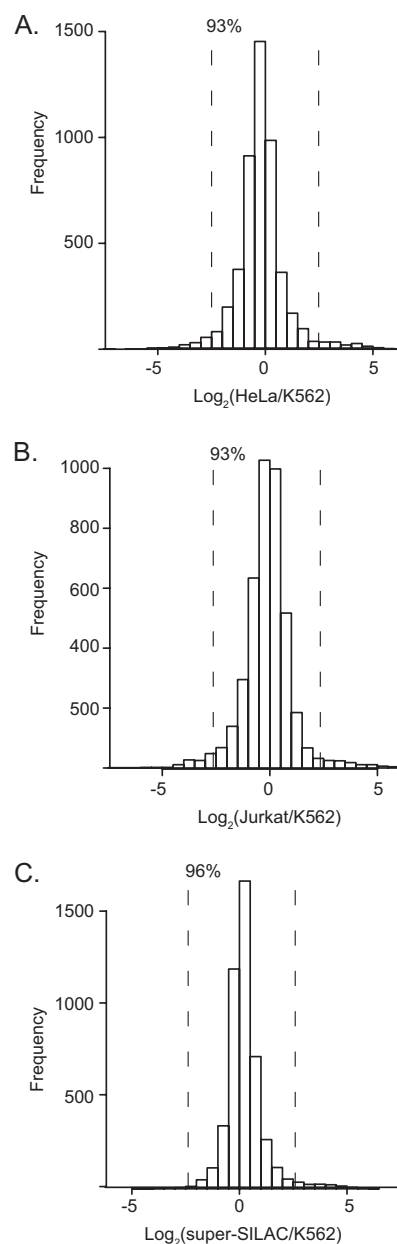 A.
93%
1500
1000
500
Frequency
-5 0 5
Log₂(HeLa/K562)
B.
93%
1000
800
600
400
500
Frequency
-5 0 5
Log₂(Jurkat/K562)
C.
96%
1500
1000
500
Frequency
-5 0 5
Log₂(super-SILAC/K562)